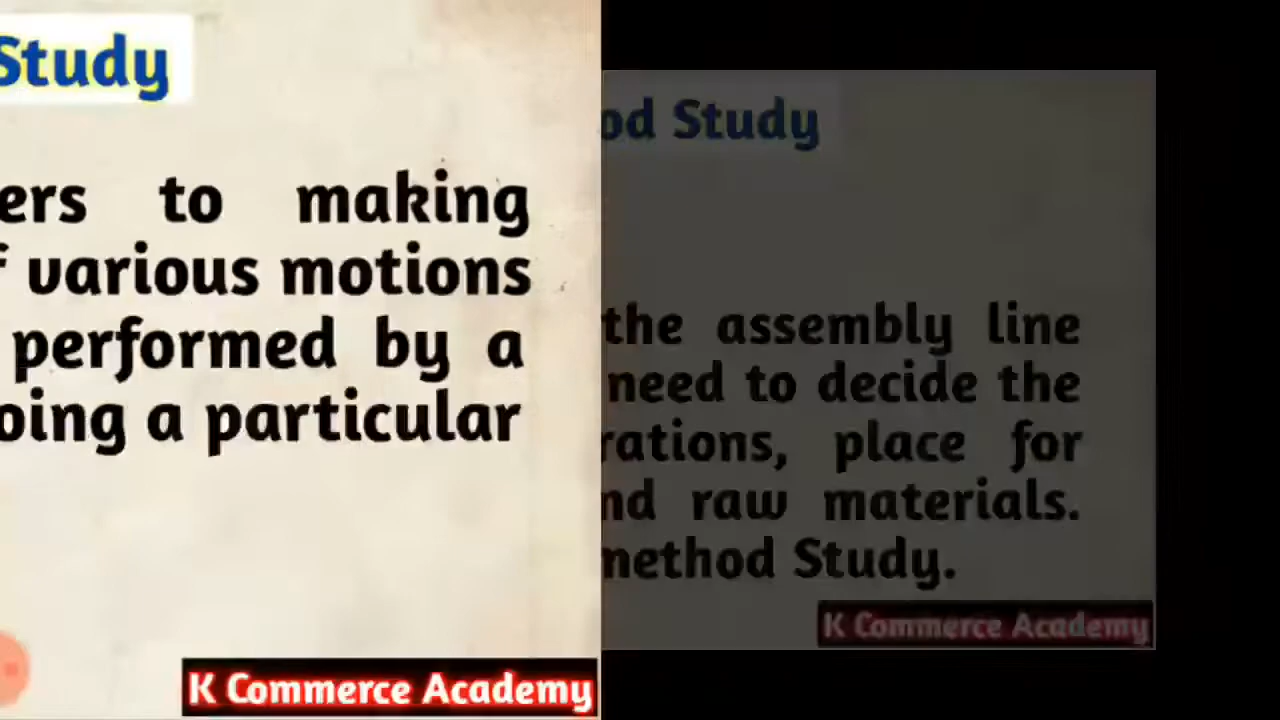 Study
ers to making
f various motions
performed by a
oing a particular
K Commerce Academy
od Study
the assembly line
need to decide the
rations, place for
nd raw materials.
method Study.
K Commerce Academy